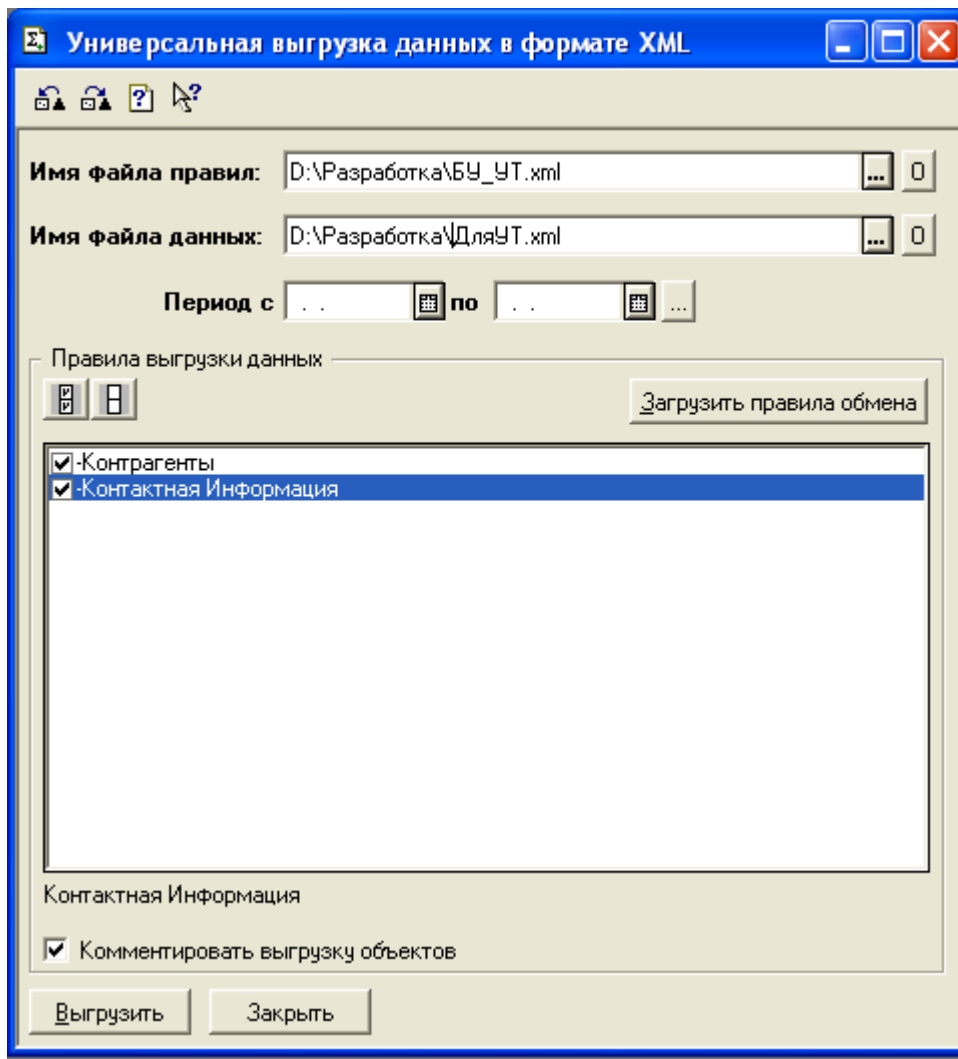 Универсальная выгрузка данных в формате XML
Имя файла правил: D:\Разработка\БУ_УТ.xml ... 0
Имя файла данных: D:\Разработка\ДляУТ.xml ... 0
Период с . . по . . ...
Правила выгрузки данных
Загрузить правила обмена
-Контрагенты
-Контактная Информация
Контактная Информация
Комментировать выгрузку объектов
Выгрузить Закрыть